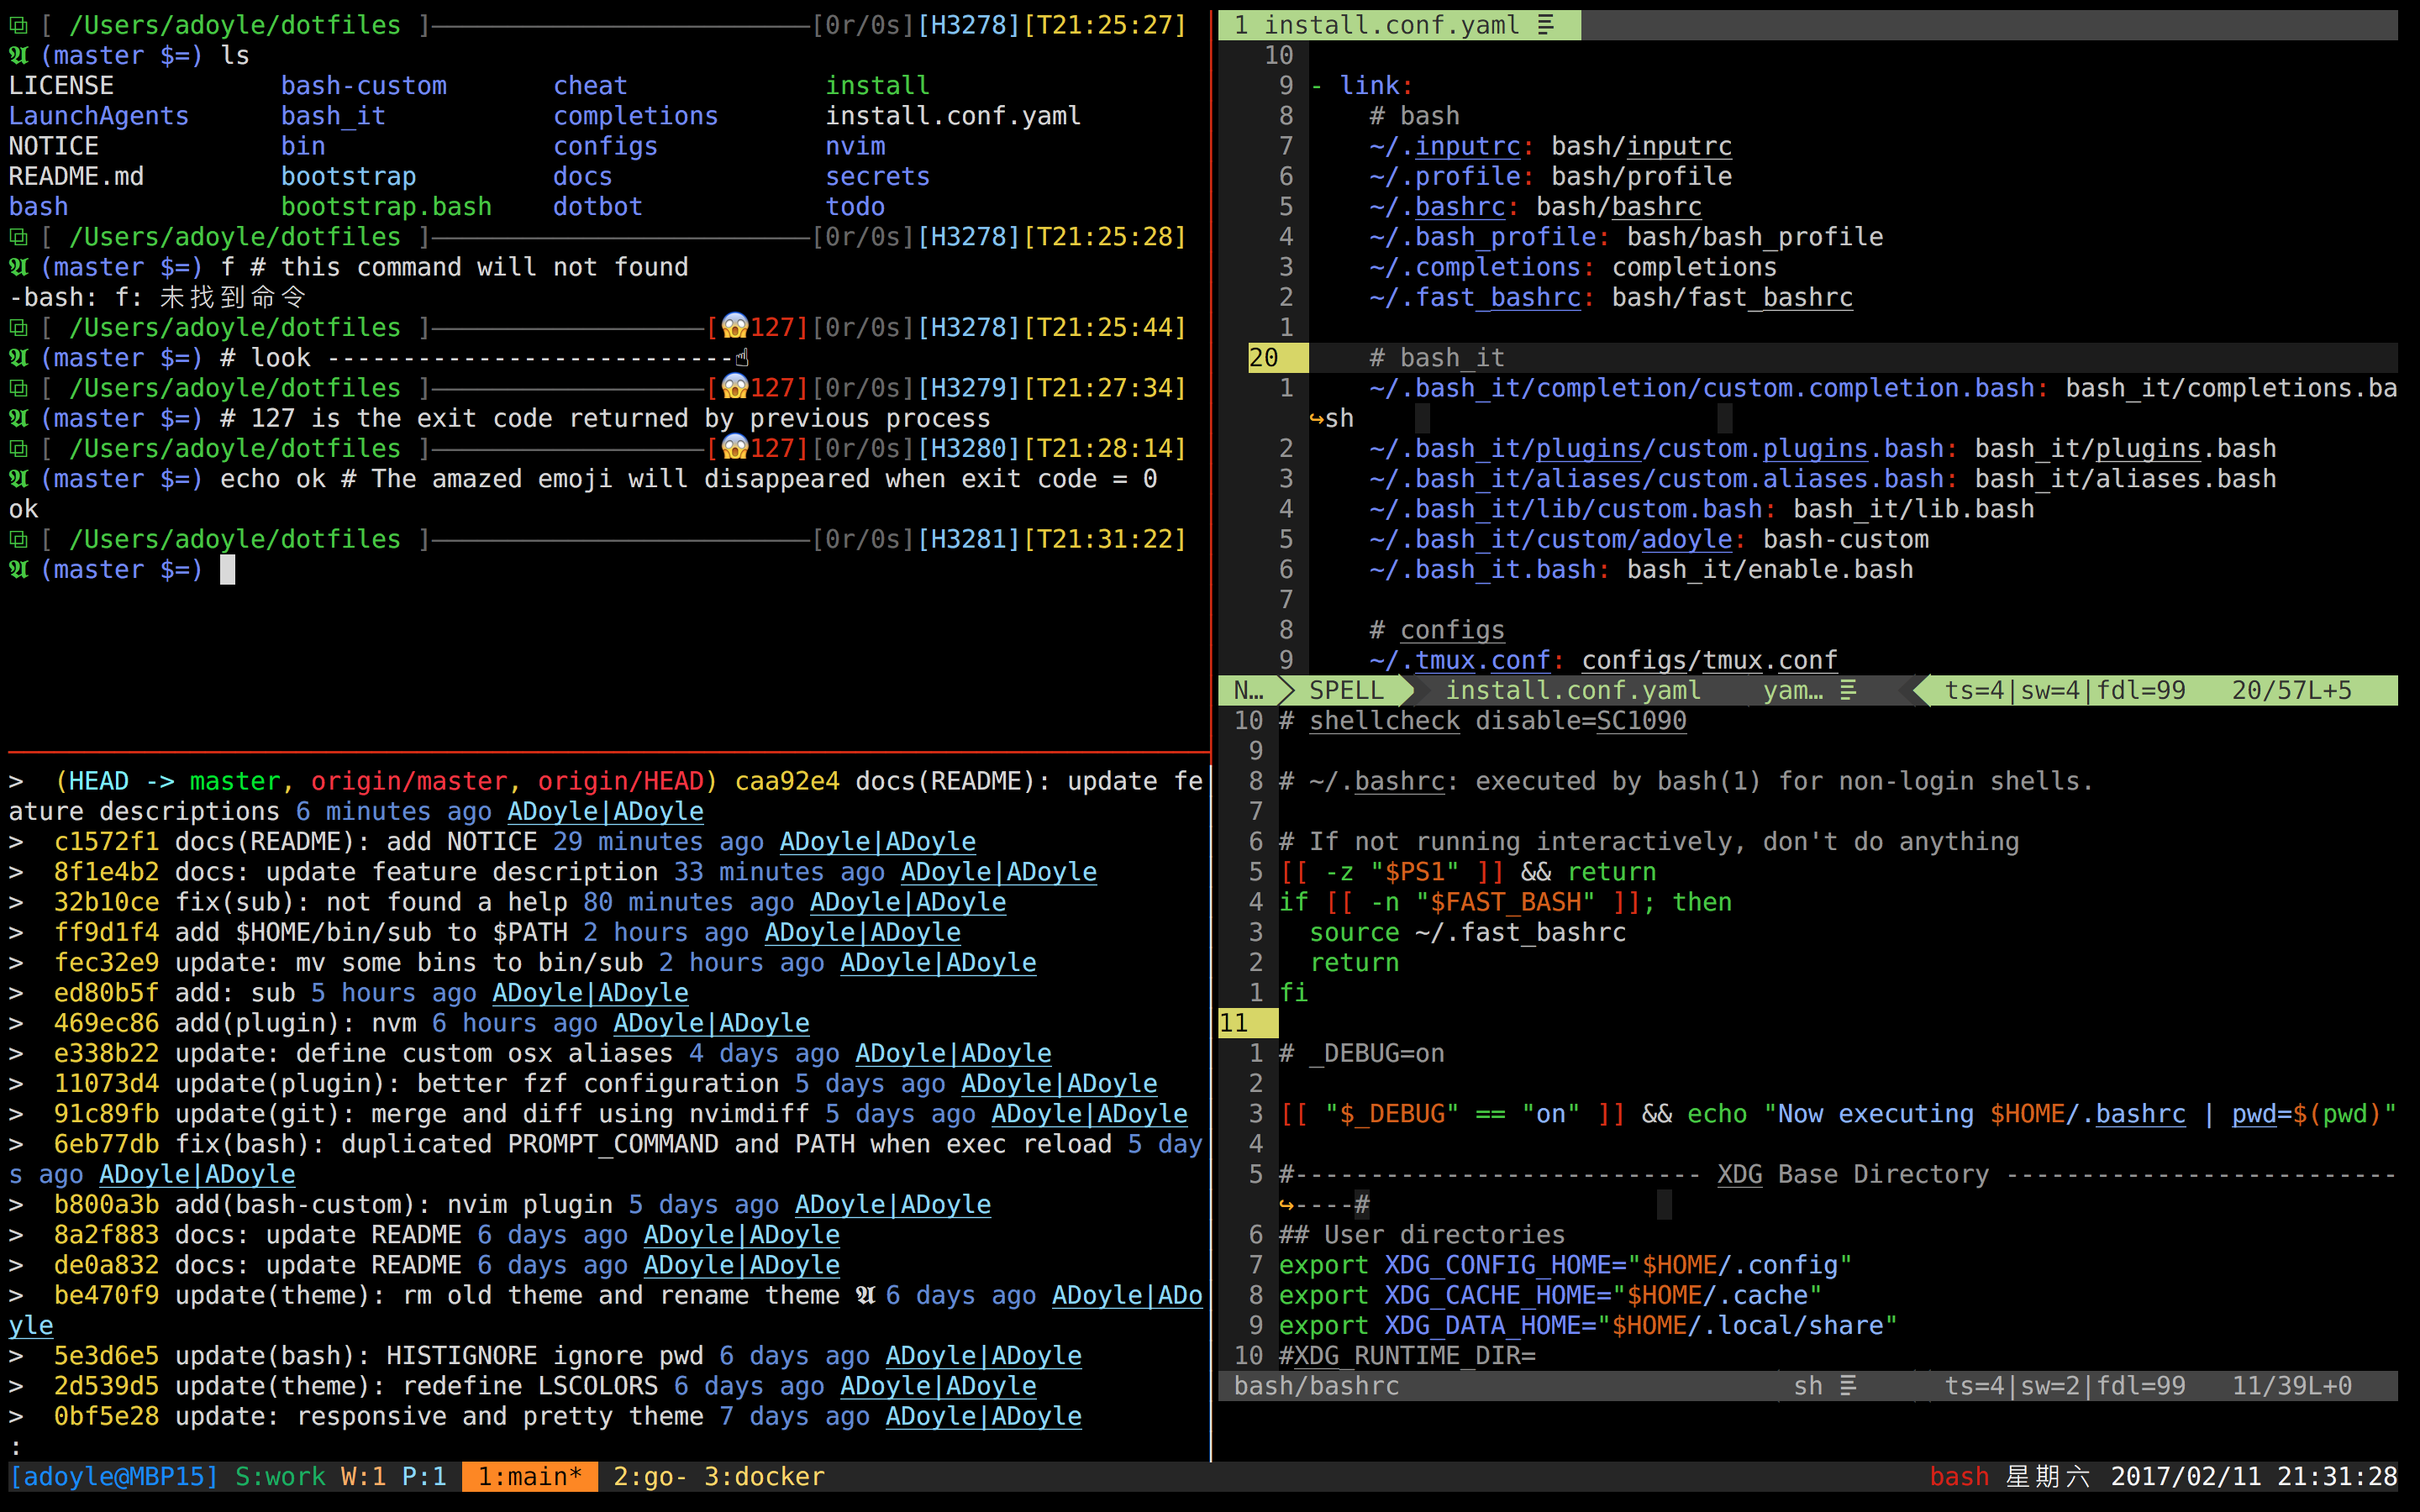 ⧉ [ /Users/adoyle/dotfiles ]—————————————————————————[0r/0s][H3278][T21:25:27]
𝕬 (master $=) ls
LICENSE bash-custom cheat install
LaunchAgents bash_it completions install.conf.yaml
NOTICE bin configs nvim
README.md bootstrap docs secrets
bash bootstrap.bash dotbot todo
⧉ [ /Users/adoyle/dotfiles ]—————————————————————————[0r/0s][H3278][T21:25:28]
𝕬 (master $=) f # this command will not found
-bash: f: 未找到命令
⧉ [ /Users/adoyle/dotfiles ]——————————————————[😱127][0r/0s][H3278][T21:25:44]
𝕬 (master $=) # look ---------------------------☝
⧉ [ /Users/adoyle/dotfiles ]——————————————————[😱127][0r/0s][H3279][T21:27:34]
𝕬 (master $=) # 127 is the exit code returned by previous process
⧉ [ /Users/adoyle/dotfiles ]——————————————————[😱127][0r/0s][H3280][T21:28:14]
𝕬 (master $=) echo ok # The amazed emoji will disappeared when exit code = 0
ok
⧉ [ /Users/adoyle/dotfiles ]—————————————————————————[0r/0s][H3281][T21:31:22]
𝕬 (master $=)
> (HEAD -> master, origin/master, origin/HEAD) caa92e4 docs(README): update fe
ature descriptions 6 minutes ago ADoyle|ADoyle
> c1572f1 docs(README): add NOTICE 29 minutes ago ADoyle|ADoyle
> 8f1e4b2 docs: update feature description 33 minutes ago ADoyle|ADoyle
> 32b10ce fix(sub): not found a help 80 minutes ago ADoyle|ADoyle
> ff9d1f4 add $HOME/bin/sub to $PATH 2 hours ago ADoyle|ADoyle
> fec32e9 update: mv some bins to bin/sub 2 hours ago ADoyle|ADoyle
> ed80b5f add: sub 5 hours ago ADoyle|ADoyle
> 469ec86 add(plugin): nvm 6 hours ago ADoyle|ADoyle
> e338b22 update: define custom osx aliases 4 days ago ADoyle|ADoyle
> 11073d4 update(plugin): better fzf configuration 5 days ago ADoyle|ADoyle
> 91c89fb update(git): merge and diff using nvimdiff 5 days ago ADoyle|ADoyle
> 6eb77db fix(bash): duplicated PROMPT_COMMAND and PATH when exec reload 5 day
s ago ADoyle|ADoyle
> b800a3b add(bash-custom): nvim plugin 5 days ago ADoyle|ADoyle
> 8a2f883 docs: update README 6 days ago ADoyle|ADoyle
> de0a832 docs: update README 6 days ago ADoyle|ADoyle
> be470f9 update(theme): rm old theme and rename theme 𝕬 6 days ago ADoyle|ADo
yle
> 5e3d6e5 update(bash): HISTIGNORE ignore pwd 6 days ago ADoyle|ADoyle
> 2d539d5 update(theme): redefine LSCOLORS 6 days ago ADoyle|ADoyle
> 0bf5e28 update: responsive and pretty theme 7 days ago ADoyle|ADoyle
:
1 install.conf.yaml
10
9 - link:
8 # bash
7 ~/.inputrc: bash/inputrc
6 ~/.profile: bash/profile
5 ~/.bashrc: bash/bashrc
4 ~/.bash_profile: bash/bash_profile
3 ~/.completions: completions
2 ~/.fast_bashrc: bash/fast_bashrc
1
20 # bash_it
1 ~/.bash_it/completion/custom.completion.bash: bash_it/completions.ba
↪sh
2 ~/.bash_it/plugins/custom.plugins.bash: bash_it/plugins.bash
3 ~/.bash_it/aliases/custom.aliases.bash: bash_it/aliases.bash
4 ~/.bash_it/lib/custom.bash: bash_it/lib.bash
5 ~/.bash_it/custom/adoyle: bash-custom
6 ~/.bash_it.bash: bash_it/enable.bash
7
8 # configs
9 ~/.tmux.conf: configs/tmux.conf
N… SPELL install.conf.yaml yam… ts=4|sw=4|fdl=99 20/57L+5
10 # shellcheck disable=SC1090
9
8 # ~/.bashrc: executed by bash(1) for non-login shells.
7
6 # If not running interactively, don't do anything
5 [[ -z "$PS1" ]] && return
4 if [[ -n "$FAST_BASH" ]]; then
3 source ~/.fast_bashrc
2 return
1 fi
11
1 # _DEBUG=on
2
3 [[ "$_DEBUG" == "on" ]] && echo "Now executing $HOME/.bashrc | pwd=$(pwd)"
4
5 #--------------------------- XDG Base Directory --------------------------
↪----#
6 ## User directories
7 export XDG_CONFIG_HOME="$HOME/.config"
8 export XDG_CACHE_HOME="$HOME/.cache"
9 export XDG_DATA_HOME="$HOME/.local/share"
10 #XDG_RUNTIME_DIR=
bash/bashrc sh ts=4|sw=2|fdl=99 11/39L+0
[adoyle@MBP15] S:work W:1 P:1 1:main* 2:go- 3:docker bash 星期六 2017/02/11 21:31:28